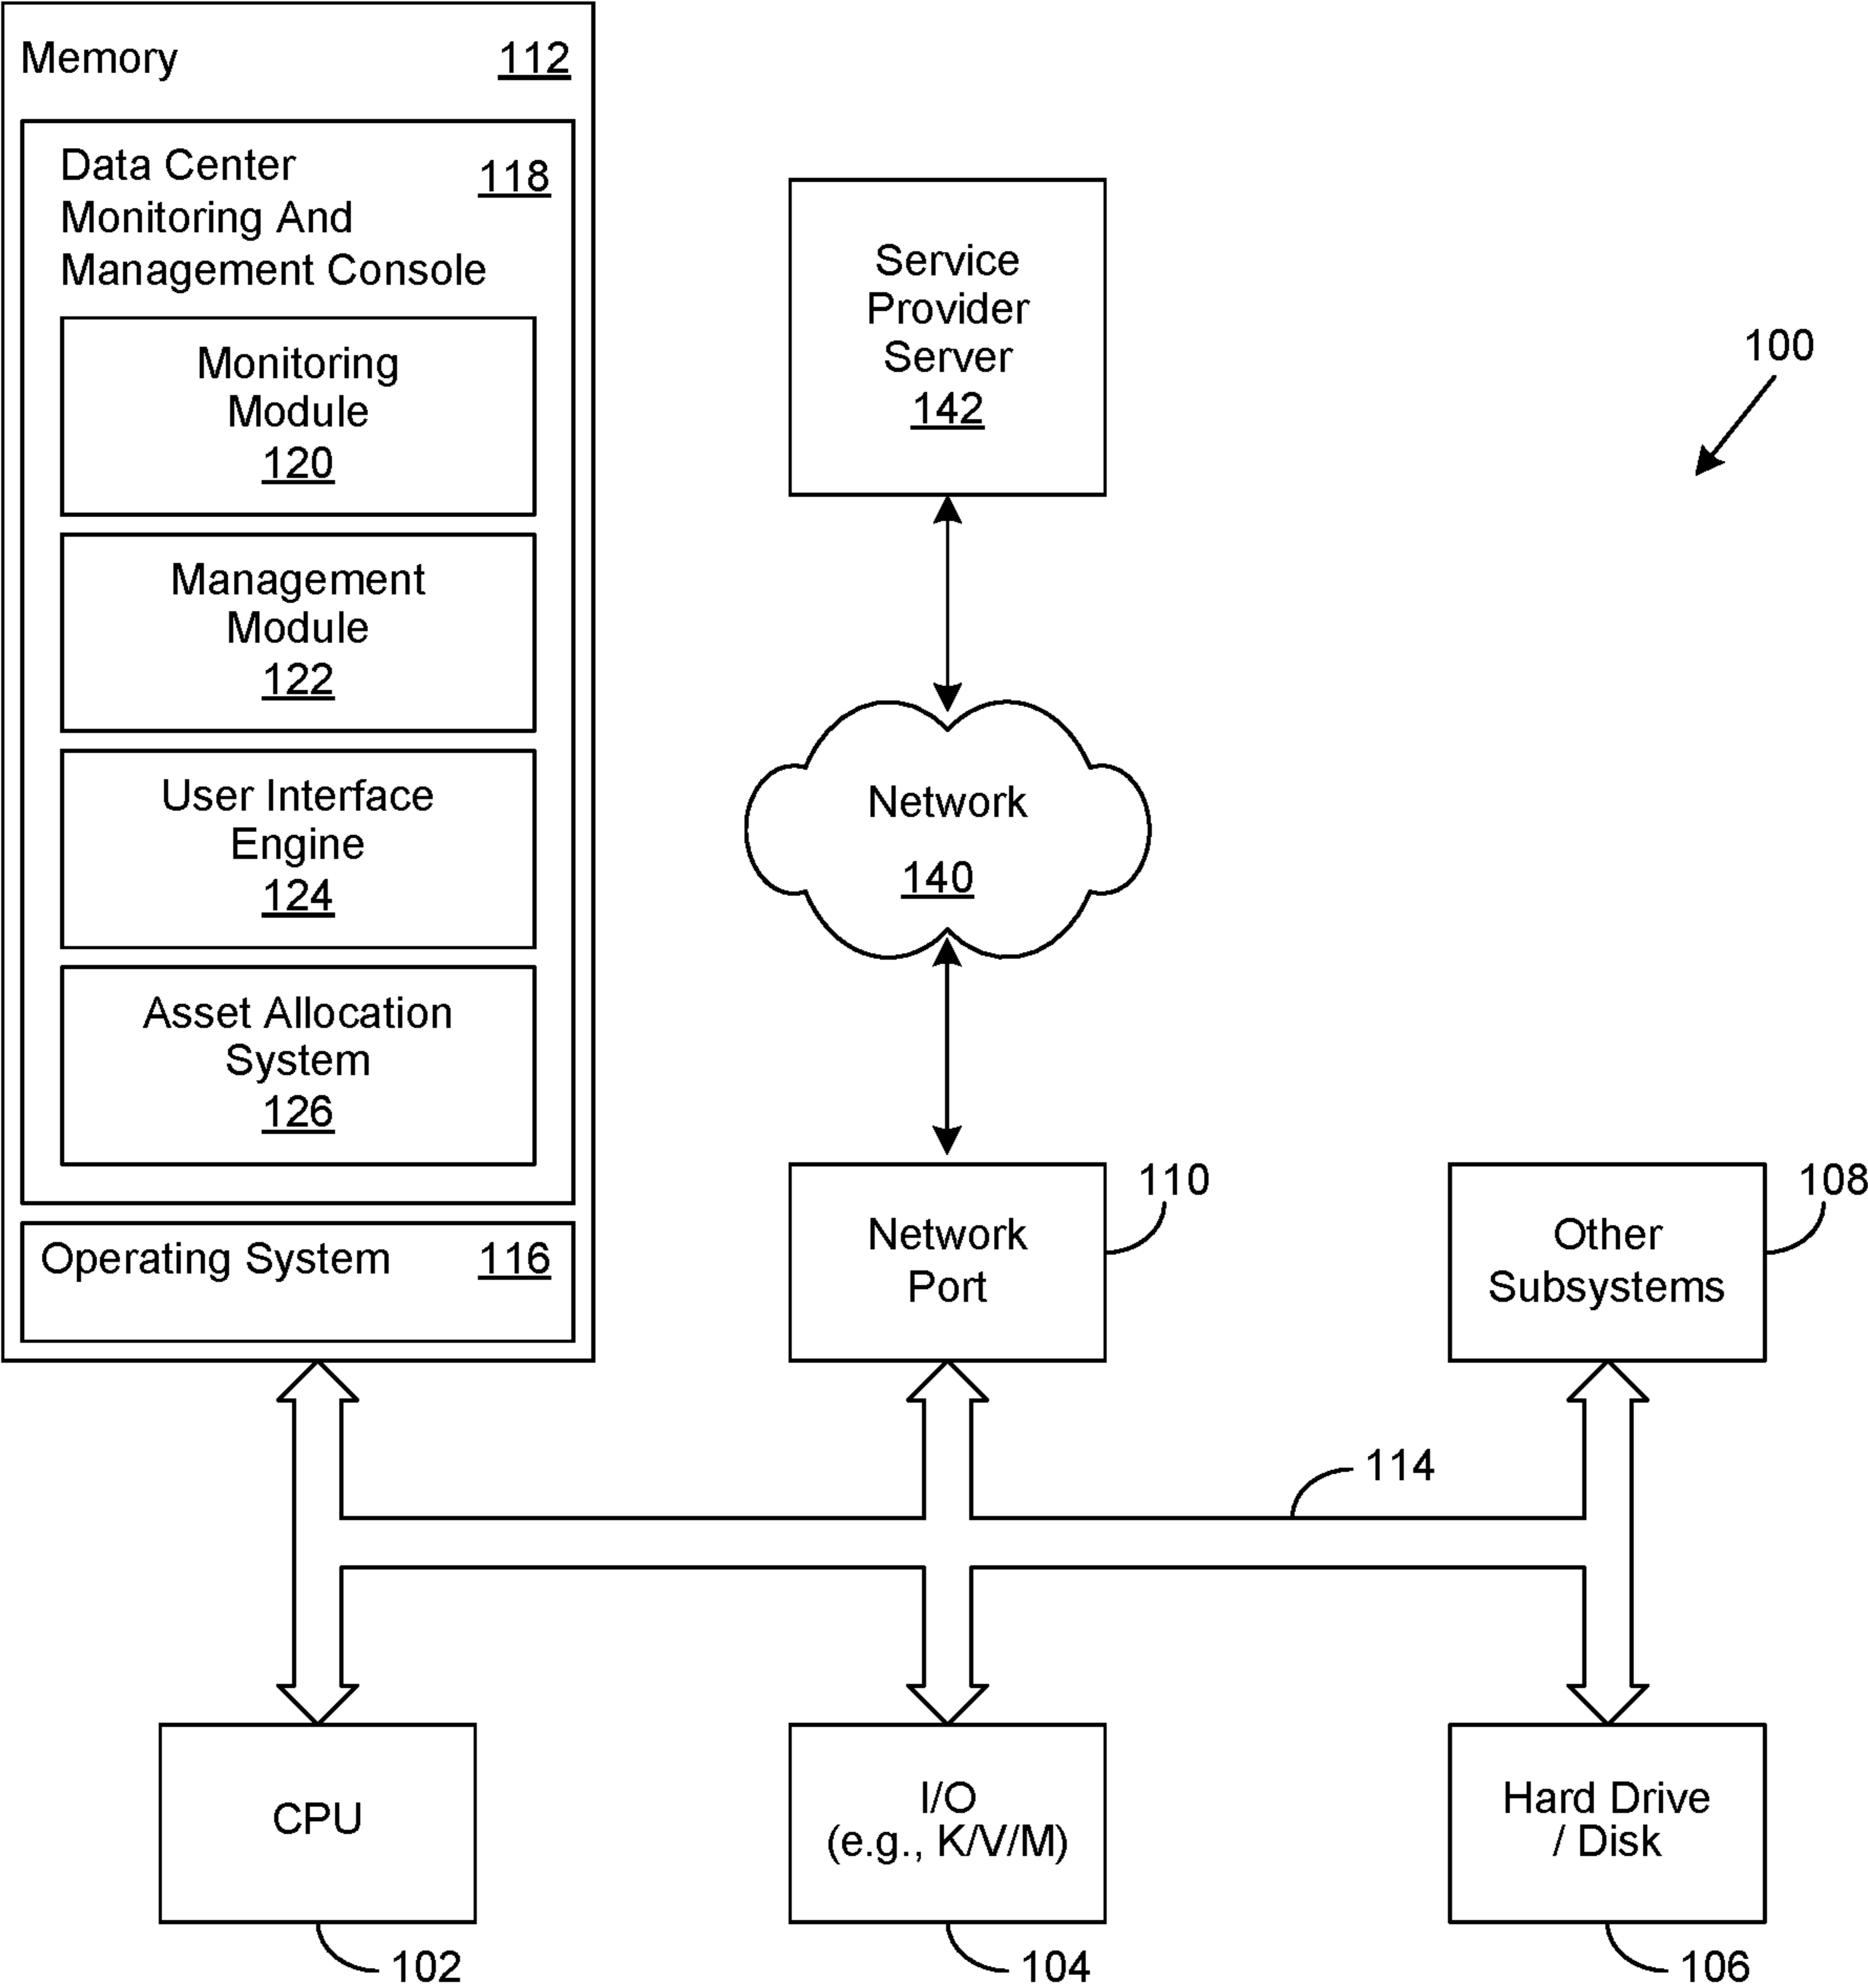 Memory 112
Data Center 118
Monitoring And
Management Console
Monitoring
Module
120
Management
Module
122
User Interface
Engine
124
Asset Allocation
System
126
Operating System 116
Service
Provider
Server
142
100
Network
140
Network
Port
110
Other
Subsystems
108
114
CPU
102
I/O
(e.g., K/V/M)
104
Hard Drive
/ Disk
106